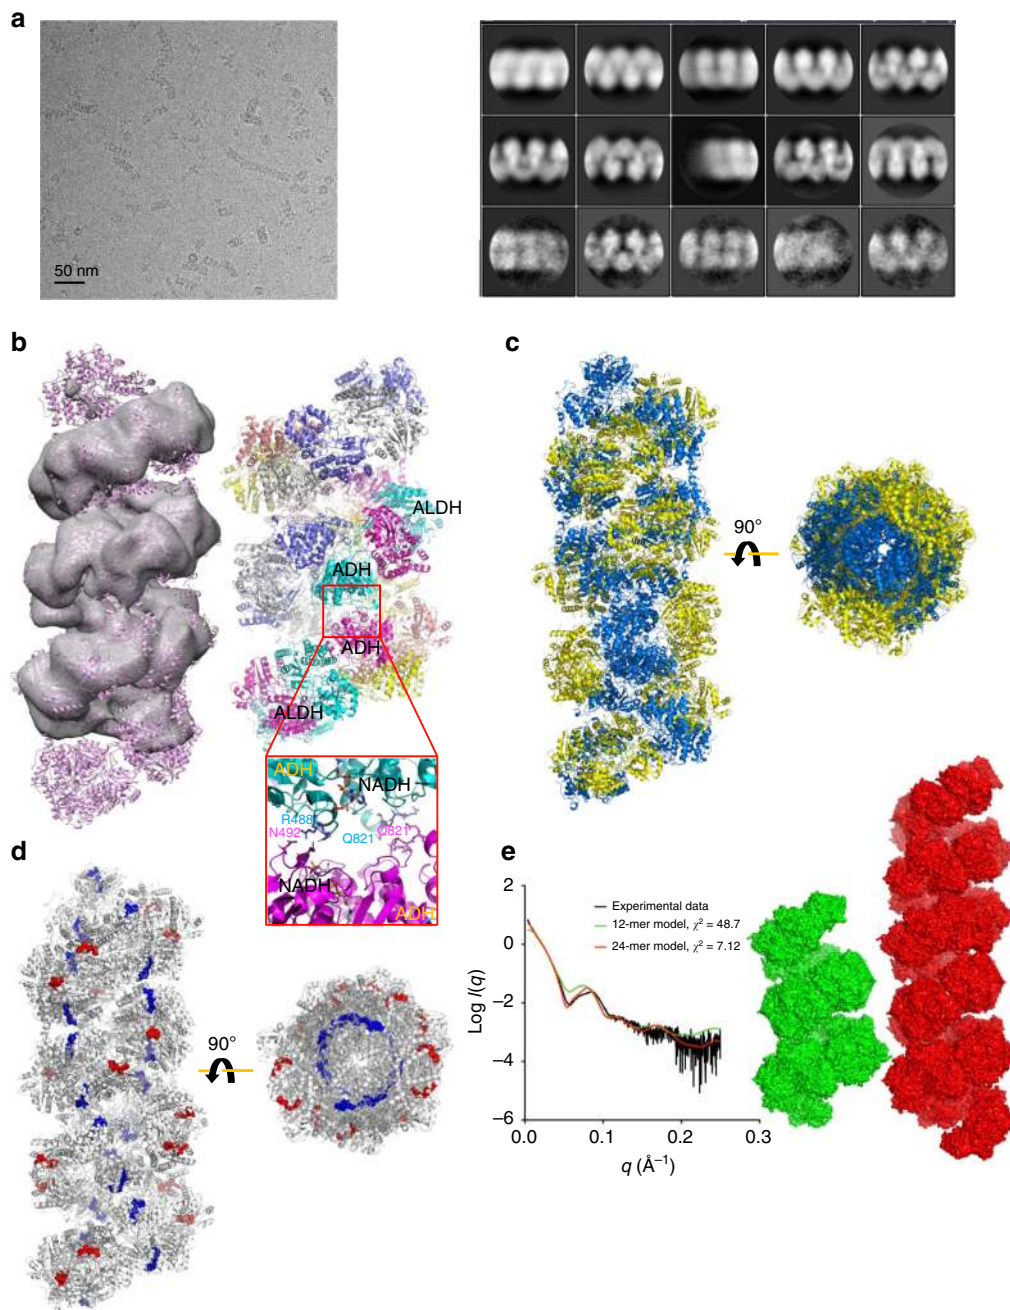 a
50 nm
b
ALDH
ADH
ADH
ALDH
ADH
NADH
R488
N492
Q821
Q821
NADH
ADH
c
90°
d
90°
e
2
0
−2
−4
−6
Log I(q)
0.0
0.1
0.2
0.3
q (Å⁻¹)
Experimental data
12-mer model, χ² = 48.7
24-mer model, χ² = 7.12